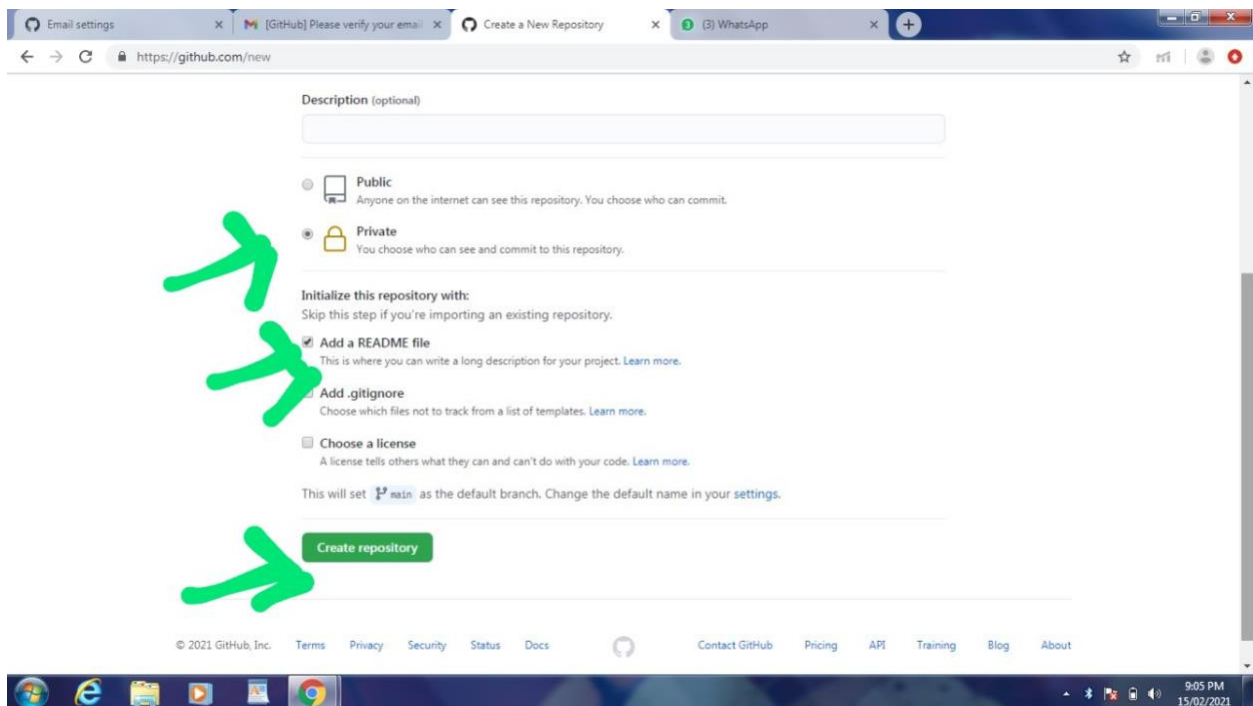 Email settings
[GitHub] Please verify your email
Create a New Repository
(3) WhatsApp
https://github.com/new
Description (optional)
Public
Anyone on the internet can see this repository. You choose who can commit.
Private
You choose who can see and commit to this repository.
Initialize this repository with:
Skip this step if you're importing an existing repository.
Add a README file
This is where you can write a long description for your project. Learn more.
Add .gitignore
Choose which files not to track from a list of templates. Learn more.
Choose a license
A license tells others what they can and can't do with your code. Learn more.
This will set main as the default branch. Change the default name in your settings.
Create repository
© 2021 GitHub, Inc. Terms Privacy Security Status Docs Contact GitHub Pricing API Training Blog About
9:05 PM
15/02/2021